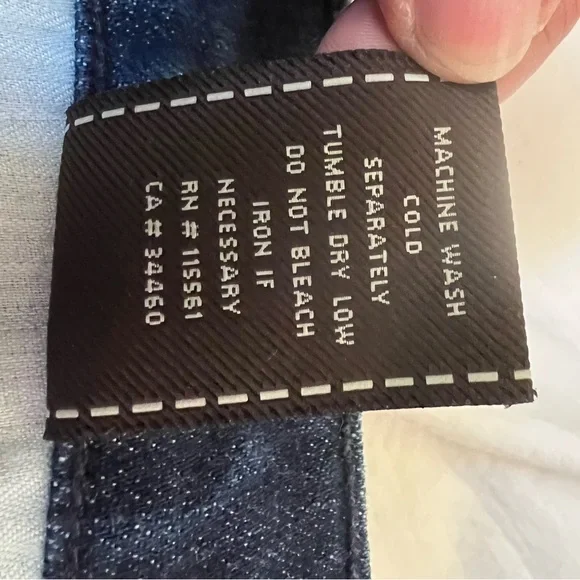 MACHINE WASH
COLD
SEPARATELY
TUMBLE DRY LOW
DO NOT BLEACH
IRON IF
NECESSARY
RN # 115561
CA # 34460